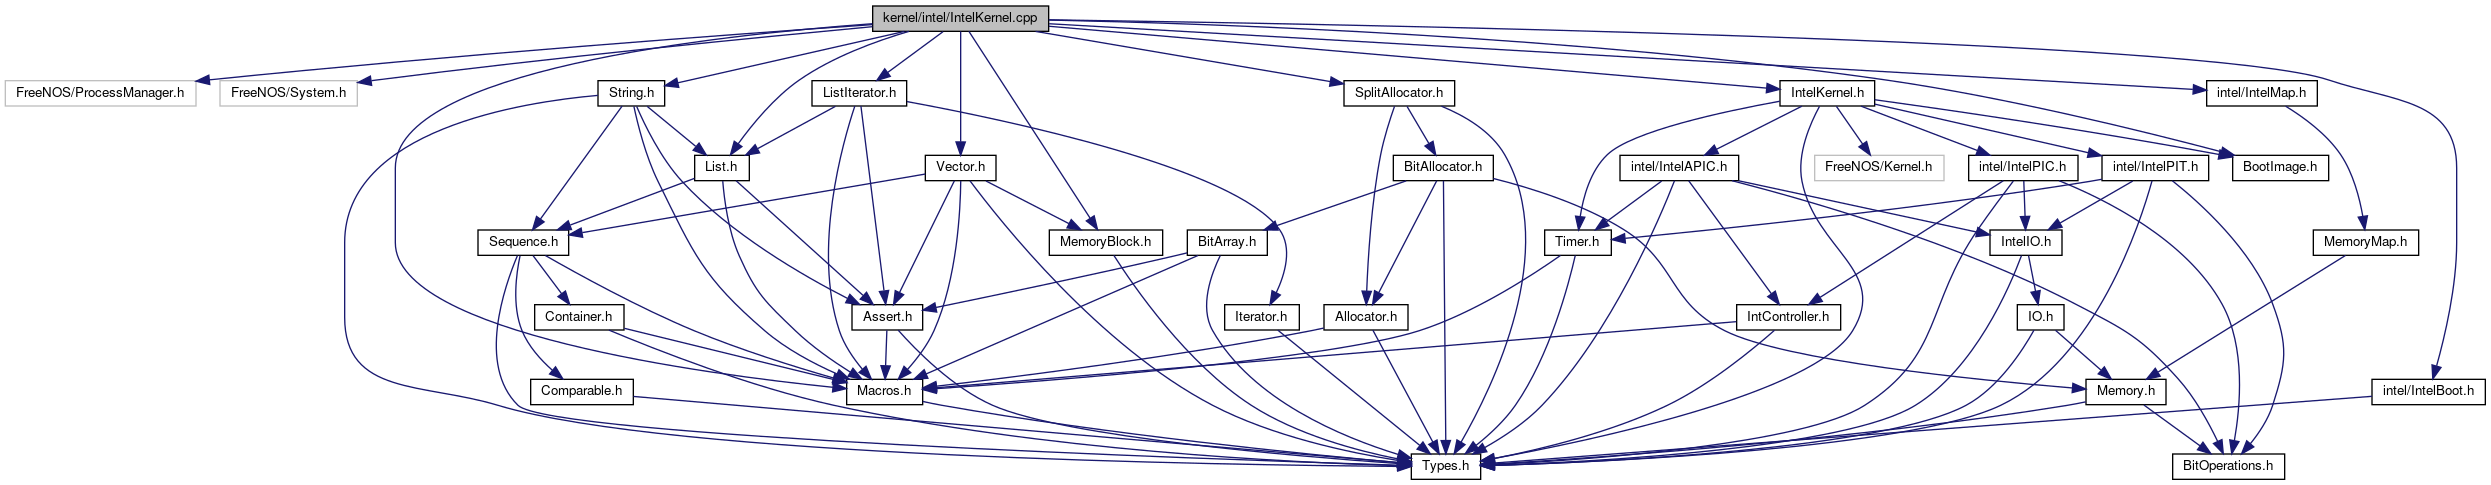 kernel/intel/IntelKernel.cpp
FreeNOS/ProcessManager.h
FreeNOS/System.h
String.h
ListIterator.h
SplitAllocator.h
IntelKernel.h
intel/IntelMap.h
List.h
Vector.h
BitAllocator.h
intel/IntelAPIC.h
FreeNOS/Kernel.h
intel/IntelPIC.h
intel/IntelPIT.h
BootImage.h
Sequence.h
MemoryBlock.h
BitArray.h
Timer.h
IntelIO.h
MemoryMap.h
Container.h
Assert.h
Iterator.h
Allocator.h
IntController.h
IO.h
Comparable.h
Macros.h
Memory.h
intel/IntelBoot.h
Types.h
BitOperations.h